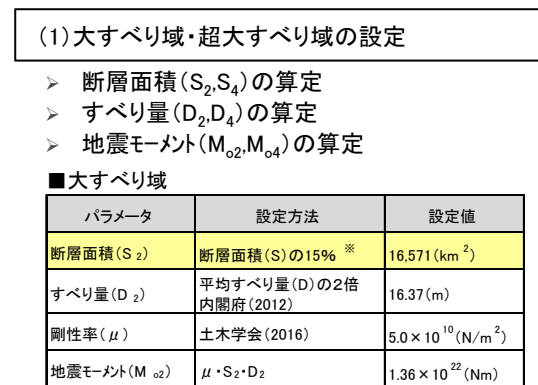 (1)大すべり域・超大すべり域の設定
➢ 断層面積(S2,S4)の算定
➢ すべり量(D2,D4)の算定
➢ 地震モーメント(Mo2,Mo4)の算定
■大すべり域
パラメータ 設定方法 設定値
断層面積(S 2) 断層面積(S)の15% ※ 16,571(km 2)
すべり量(D 2) 平均すべり量(D)の2倍 16.37(m)
内閣府(2012)
剛性率(μ) 土木学会(2016) 5.0×10 10(N/m 2)
地震モーメント(M o2) μ・S2・D2 1.36×10 22(Nm)